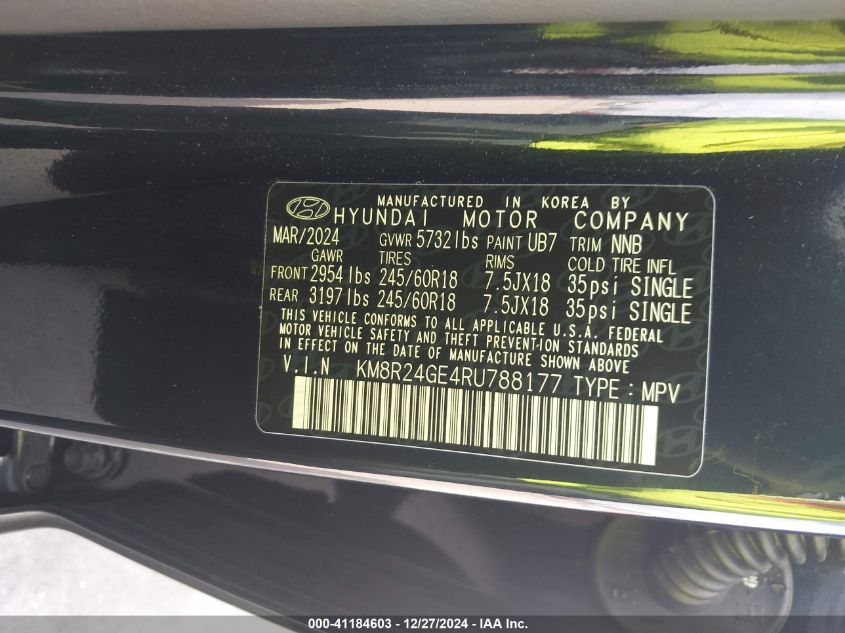 MANUFACTURED IN KOREA BY
HYUNDAI MOTOR COMPANY
MAR/2024 GVWR 5732lbs PAINT UB7 TRIM NNB
GAWR TIRES RIMS COLD TIRE INFL
FRONT 2954lbs 245/60R18 7.5JX18 35psi SINGLE
REAR 3197lbs 245/60R18 7.5JX18 35psi SINGLE
THIS VEHICLE CONFORMS TO ALL APPLICABLE U.S.A. FEDERAL
MOTOR VEHICLE SAFETY AND THEFT PREVENTION STANDARDS
IN EFFECT ON THE DATE OF MANUFACTURE SHOWN ABOVE
V.I.N KM8R24GE4RU788177 TYPE:MPV
000-41184603 - 12/27/2024 - IAA Inc.